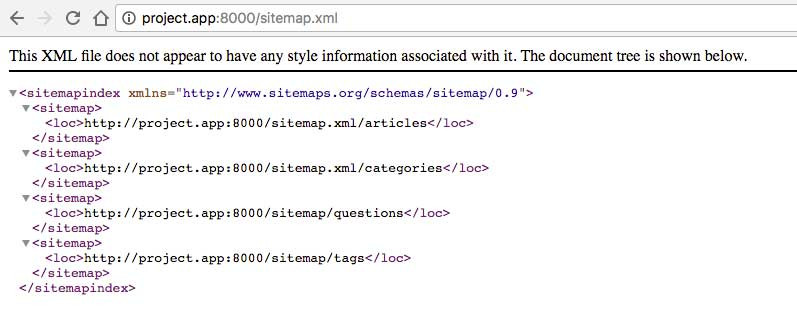 project.app:8000/sitemap.xml
This XML file does not appear to have any style information associated with it. The document tree is shown below.
<sitemapindex xmlns="http://www.sitemaps.org/schemas/sitemap/0.9">
<sitemap>
<loc>http://project.app:8000/sitemap.xml/articles</loc>
</sitemap>
<sitemap>
<loc>http://project.app:8000/sitemap.xml/categories</loc>
</sitemap>
<sitemap>
<loc>http://project.app:8000/sitemap/questions</loc>
</sitemap>
<sitemap>
<loc>http://project.app:8000/sitemap/tags</loc>
</sitemap>
</sitemapindex>